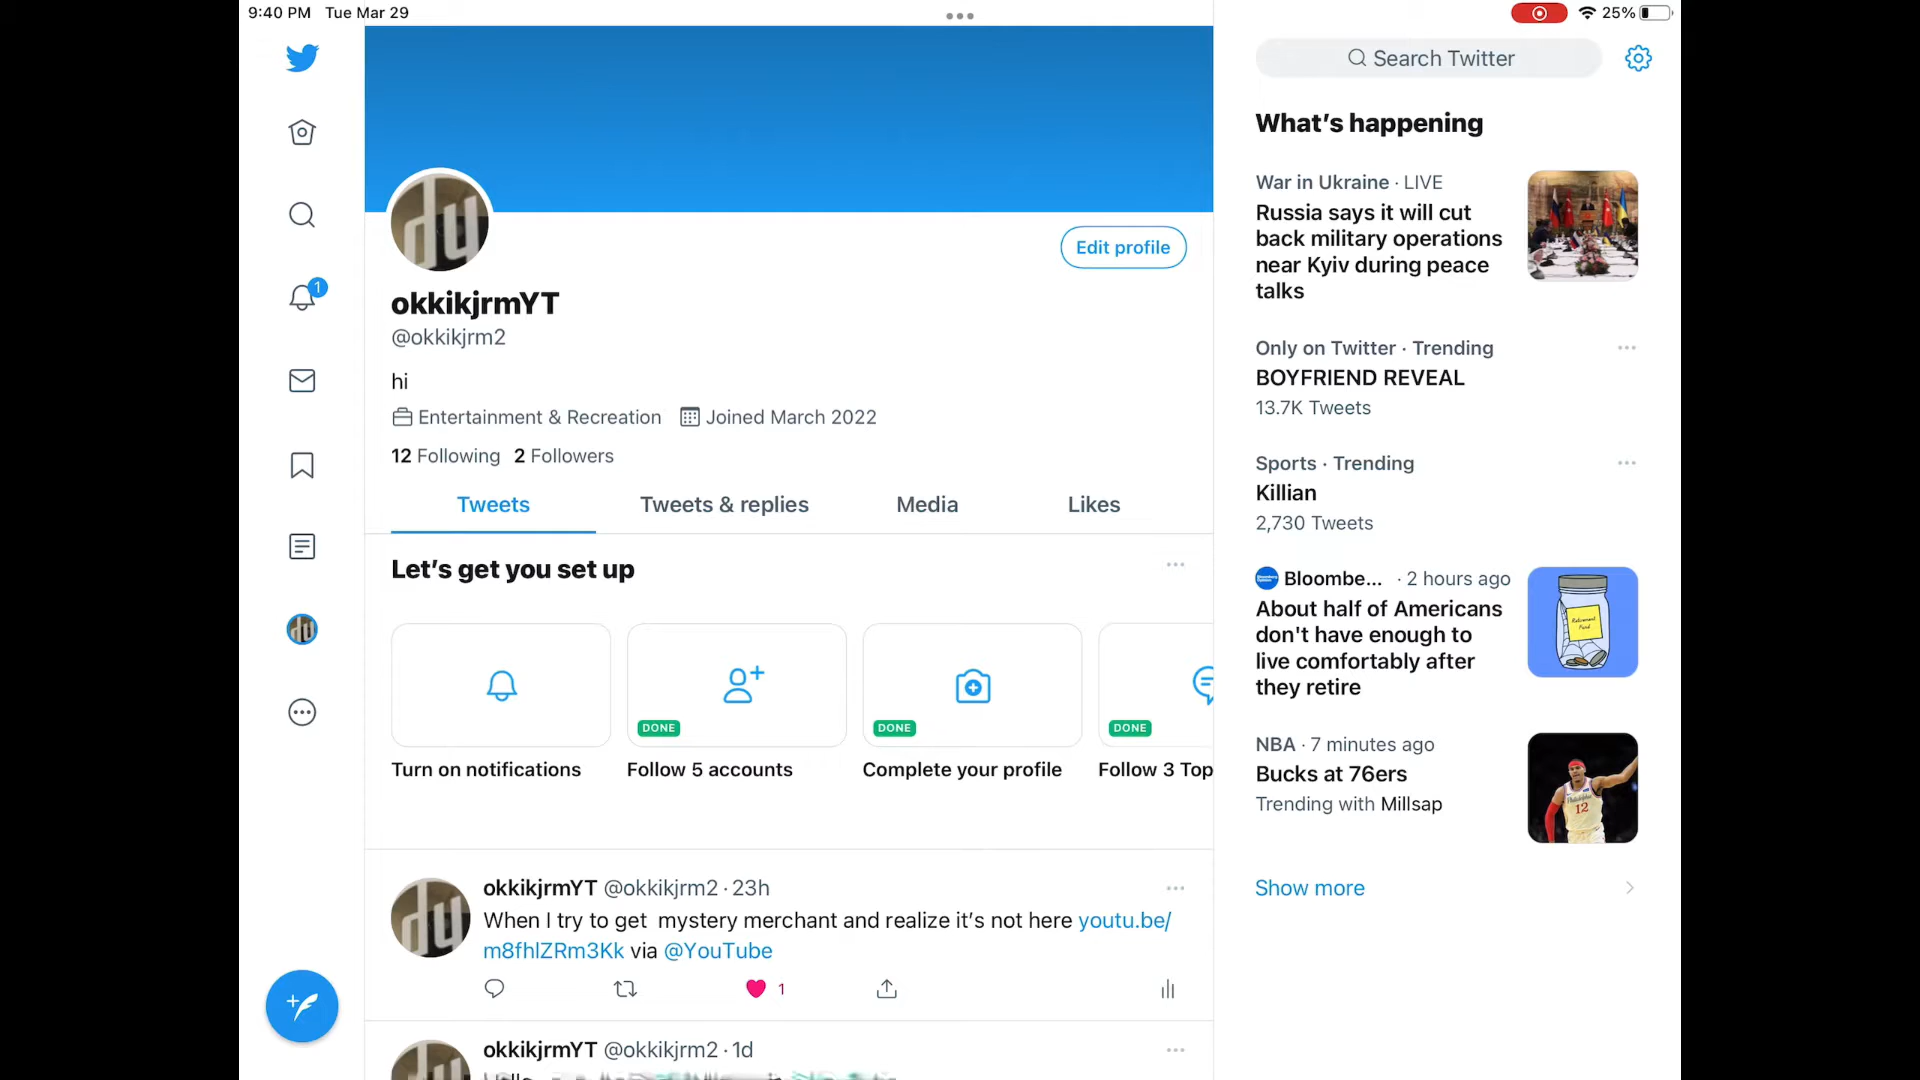 9:40 PM Tue Mar 29
25%
Search Twitter
What's happening
War in Ukraine · LIVE
Russia says it will cut
back military operations
near Kyiv during peace
talks
Only on Twitter · Trending
BOYFRIEND REVEAL
13.7K Tweets
Sports · Trending
Killian
2,730 Tweets
Bloombe... · 2 hours ago
About half of Americans
don't have enough to
live comfortably after
they retire
Retirement
Fund
NBA · 7 minutes ago
Bucks at 76ers
Trending with Millsap
Philadelphia
12
Show more
1
du
Edit profile
okkikjrmYT
@okkikjrm2
hi
Entertainment & Recreation Joined March 2022
12 Following 2 Followers
Tweets Tweets & replies Media Likes
Let's get you set up
DONE DONE DONE
Turn on notifications Follow 5 accounts Complete your profile Follow 3 Top
okkikjrmYT @okkikjrm2 · 23h
When I try to get mystery merchant and realize it's not here youtu.be/
m8fhlZRm3Kk via @YouTube
1
okkikjrmYT @okkikjrm2 · 1d